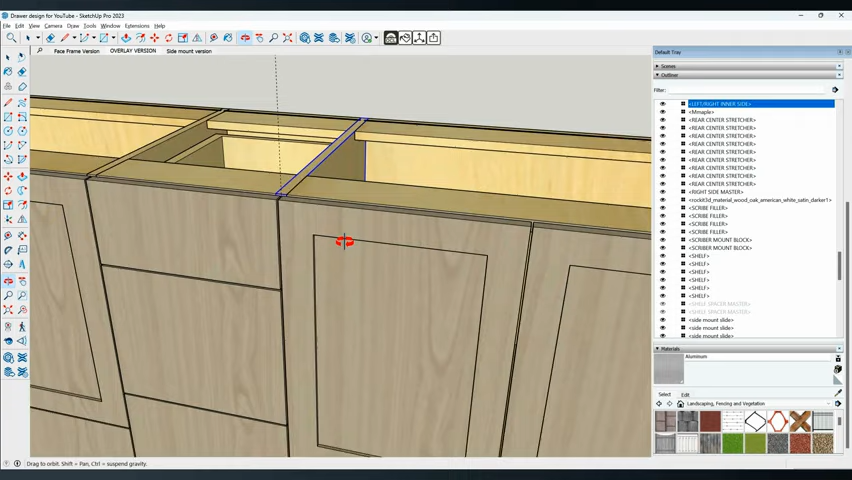 Drawer design for YouTube - SketchUp Pro 2023
File Edit View Camera Draw Tools Window Extensions Help
Face Frame Version OVERLAY VERSION Side mount version
Default Tray
Scenes
Outliner
Filter:
<LEFT/RIGHT INNER SIDE>
<Mmaple>
<REAR CENTER STRETCHER>
<REAR CENTER STRETCHER>
<REAR CENTER STRETCHER>
<REAR CENTER STRETCHER>
<REAR CENTER STRETCHER>
<REAR CENTER STRETCHER>
<REAR CENTER STRETCHER>
<REAR CENTER STRETCHER>
<REAR CENTER STRETCHER>
<RIGHT SIDE MASTER>
<rockit3d_material_wood_oak_american_white_satin_darker1>
<SCRIBE FILLER>
<SCRIBE FILLER>
<SCRIBE FILLER>
<SCRIBE FILLER>
<SCRIBER MOUNT BLOCK>
<SCRIBER MOUNT BLOCK>
<SHELF>
<SHELF>
<SHELF>
<SHELF>
<SHELF>
<SHELF>
<SHELF SPACER MASTER>
<SHELF SPACER MASTER>
<side mount slide>
<side mount slide>
<side mount slide>
Materials
Aluminum
Select Edit
Landscaping, Fencing and Vegetation
Drag to orbit. Shift = Pan, Ctrl = suspend gravity.